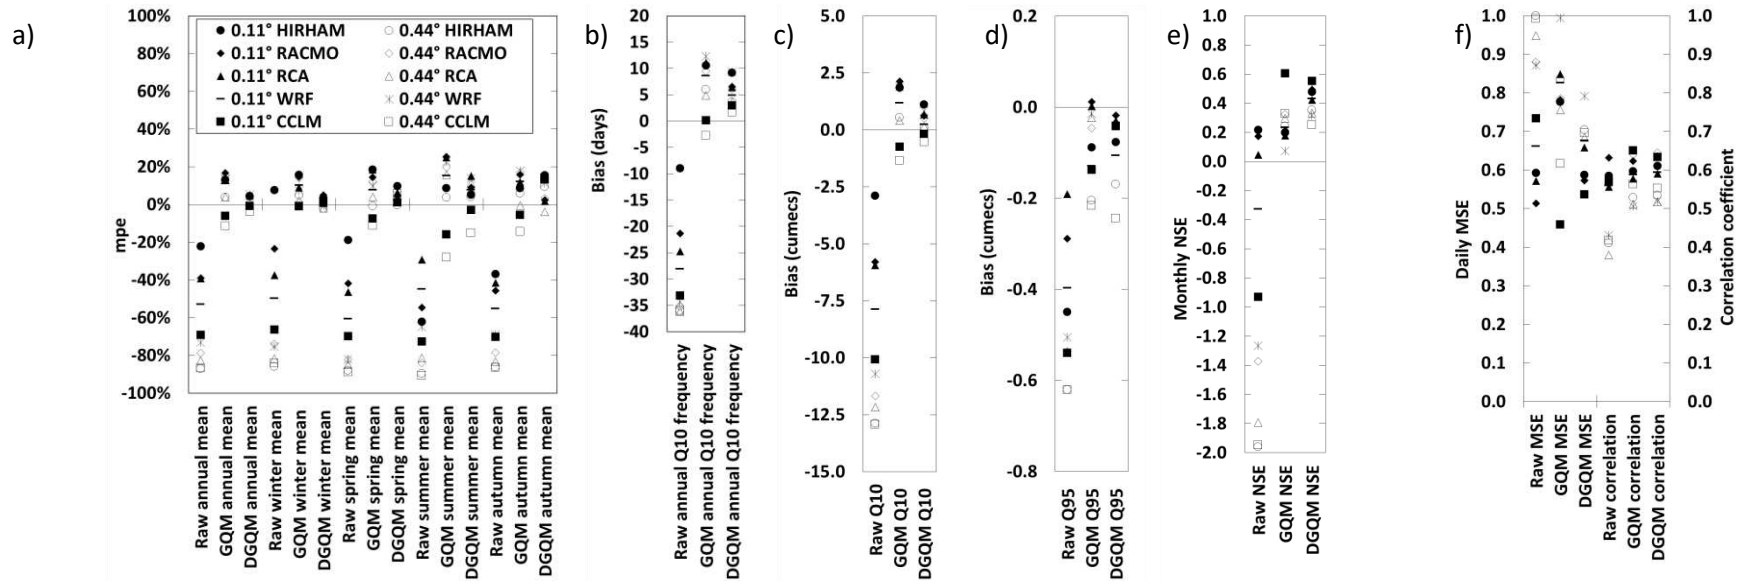 a)
100%
80%
60%
40%
20%
0%
-20%
-40%
-60%
-80%
-100%
mpe
0.11° HIRHAM
0.44° HIRHAM
0.11° RACMO
0.44° RACMO
0.11° RCA
0.44° RCA
0.11° WRF
0.44° WRF
0.11° CCLM
0.44° CCLM
Raw annual mean
GQM annual mean
DGQM annual mean
Raw winter mean
GQM winter mean
DGQM winter mean
Raw spring mean
GQM spring mean
DGQM spring mean
Raw summer mean
GQM summer mean
DGQM summer mean
Raw autumn mean
GQM autumn mean
DGQM autumn mean
b)
20
15
10
5
0
-5
-10
-15
-20
-25
-30
-35
-40
Bias (days)
Raw annual Q10 frequency
GQM annual Q10 frequency
DGQM annual Q10 frequency
c)
5.0
2.5
0.0
-2.5
-5.0
-7.5
-10.0
-12.5
-15.0
Bias (cumecs)
Raw Q10
GQM Q10
DGQM Q10
d)
0.2
0.0
-0.2
-0.4
-0.6
-0.8
Bias (cumecs)
Raw Q95
GQM Q95
DGQM Q95
e)
1.0
0.8
0.6
0.4
0.2
0.0
-0.2
-0.4
-0.6
-0.8
-1.0
-1.2
-1.4
-1.6
-1.8
-2.0
Monthly NSE
Raw NSE
GQM NSE
DGQM NSE
f)
1.0
0.9
0.8
0.7
0.6
0.5
0.4
0.3
0.2
0.1
0.0
Daily MSE
Raw MSE
GQM MSE
DGQM MSE
Raw correlation
GQM correlation
DGQM correlation
1.0
0.9
0.8
0.7
0.6
0.5
0.4
0.3
0.2
0.1
0.0
Correlation coefficient